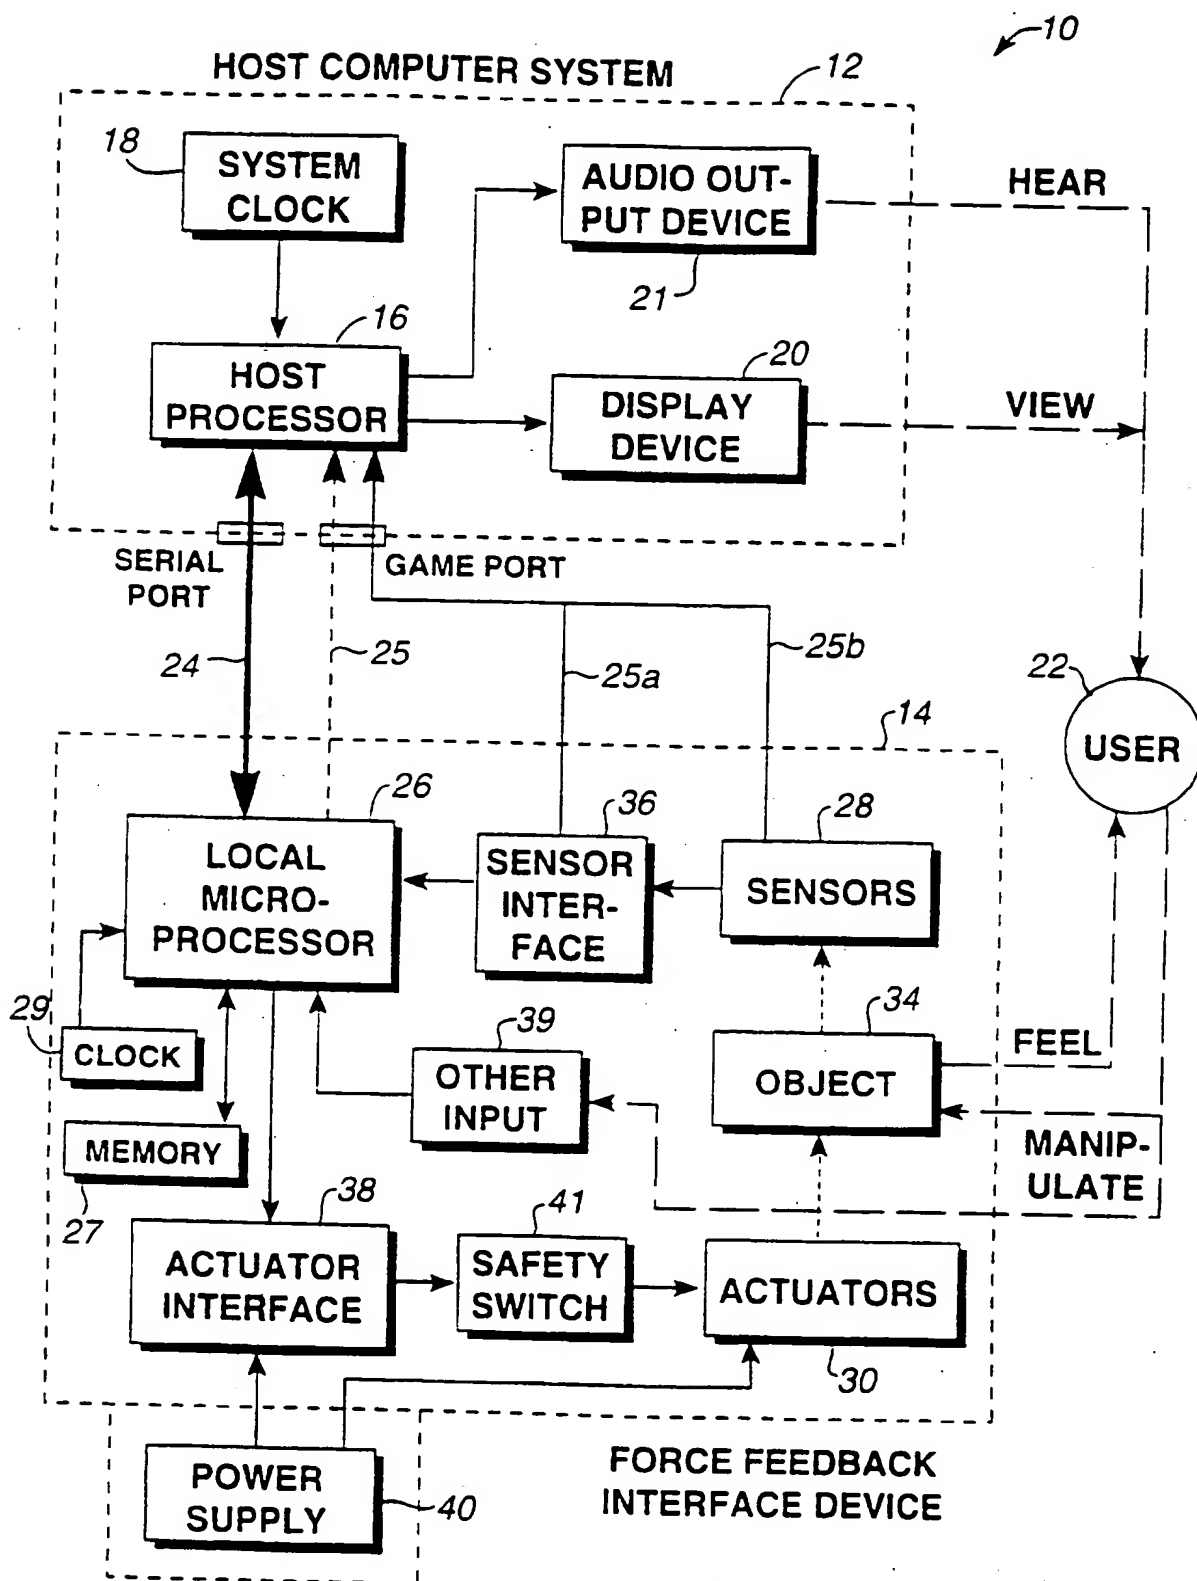 10
HOST COMPUTER SYSTEM
12
18
SYSTEM
CLOCK
AUDIO OUT-
PUT DEVICE
21
HEAR
16
HOST
PROCESSOR
20
DISPLAY
DEVICE
VIEW
SERIAL
PORT
GAME PORT
24
25
25a
25b
22
USER
14
26
LOCAL
MICRO-
PROCESSOR
36
SENSOR
INTER-
FACE
28
SENSORS
29
CLOCK
39
OTHER
INPUT
34
OBJECT
FEEL
MANIP-
ULATE
MEMORY
27
38
ACTUATOR
INTERFACE
41
SAFETY
SWITCH
ACTUATORS
30
POWER
SUPPLY
40
FORCE FEEDBACK
INTERFACE DEVICE